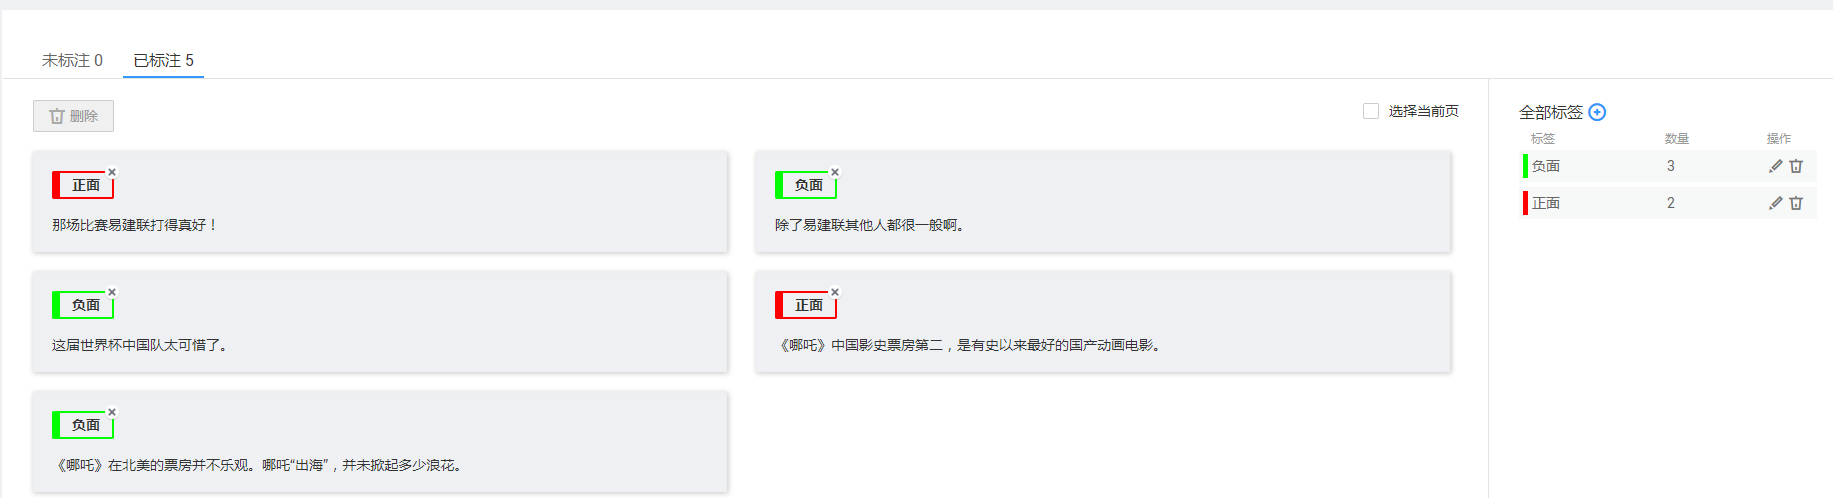 未标注 0
已标注 5
删除
选择当前页
正面
那场比赛易建联打得真好！
负面
除了易建联其他人都很一般啊。
负面
这届世界杯中国队太可惜了。
正面
《哪吒》中国影史票房第二，是有史以来最好的国产动画电影。
负面
《哪吒》在北美的票房并不乐观。哪吒“出海”，并未掀起多少浪花。
全部标签
标签 数量 操作
负面 3
正面 2